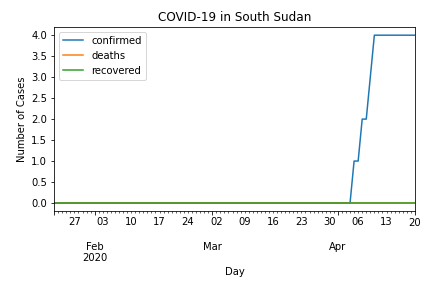 COVID-19 in South Sudan
confirmed
deaths
recovered
Number of Cases
4.0
3.5
3.0
2.5
2.0
1.5
1.0
0.5
0.0
27 03 10 17 24 02 09 16 23 30 06 13 20
Feb Mar Apr
2020
Day